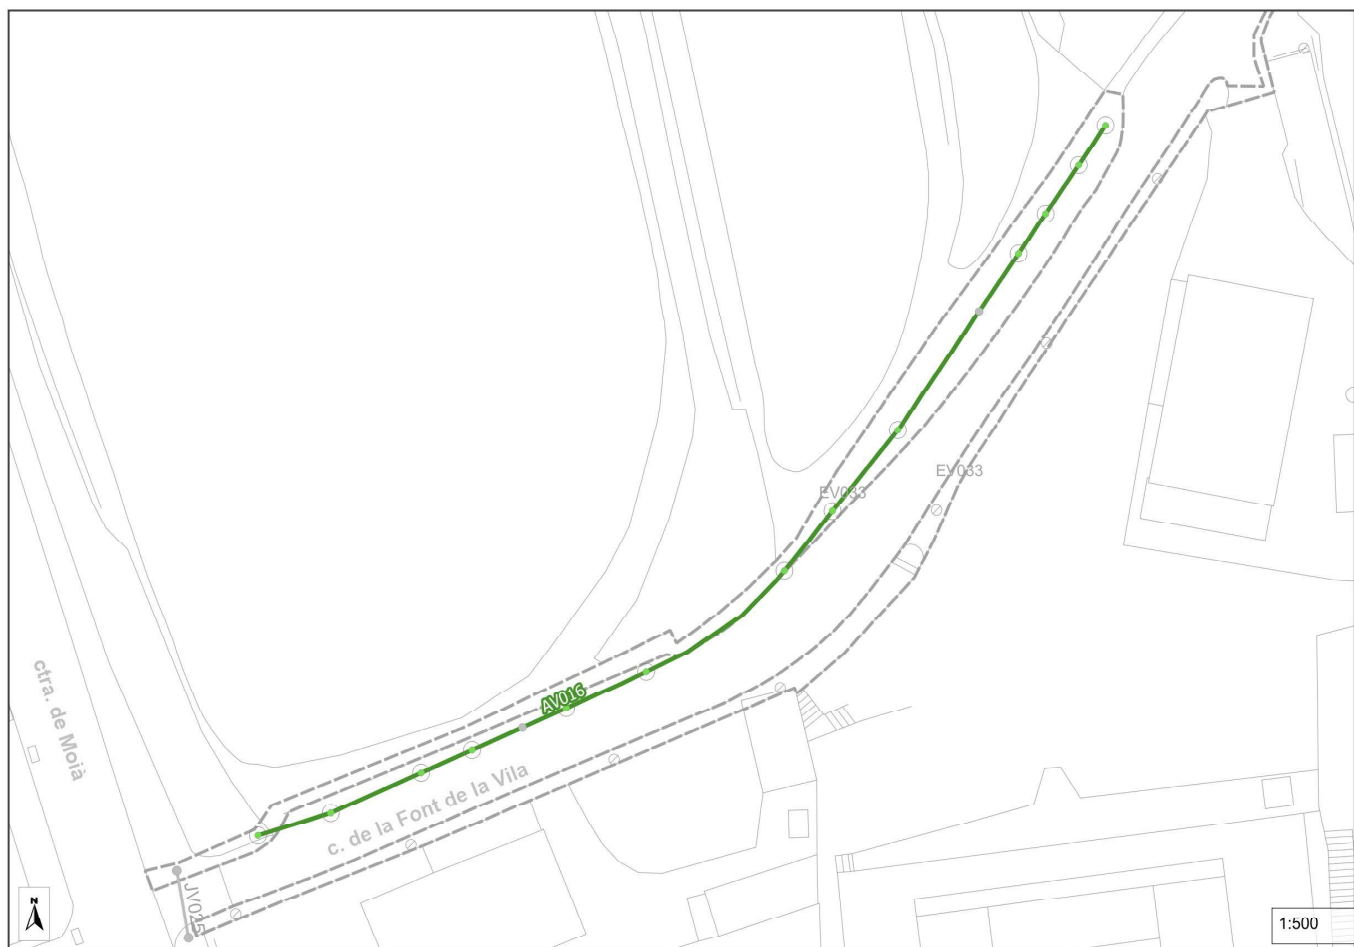 EV033
EV033
ctra. de Moià
AV016
c. de la Font de la Vila
JV025
N
1:500